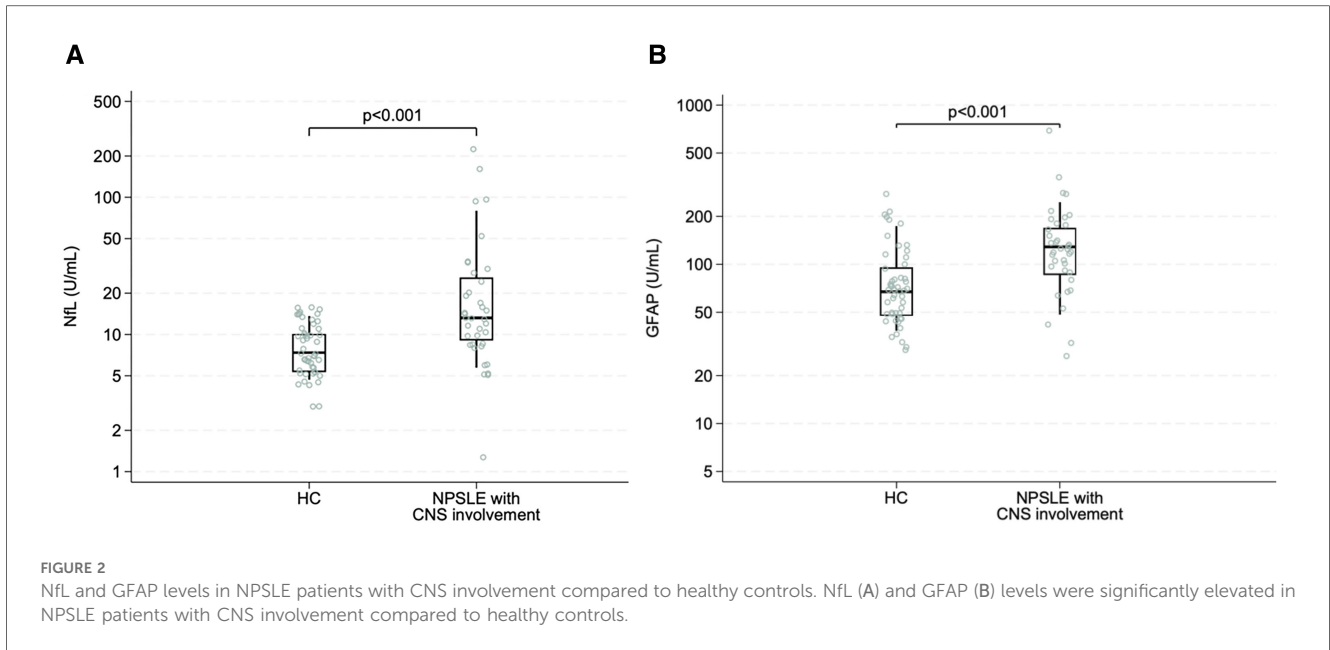 A
NfL (U/mL)
500
200
100
50
20
10
5
2
1
p<0.001
HC
NPSLE with
CNS involvement
B
GFAP (U/mL)
1000
500
200
100
50
20
10
5
p<0.001
HC
NPSLE with
CNS involvement
FIGURE 2
NfL and GFAP levels in NPSLE patients with CNS involvement compared to healthy controls. NfL (A) and GFAP (B) levels were significantly elevated in
NPSLE patients with CNS involvement compared to healthy controls.